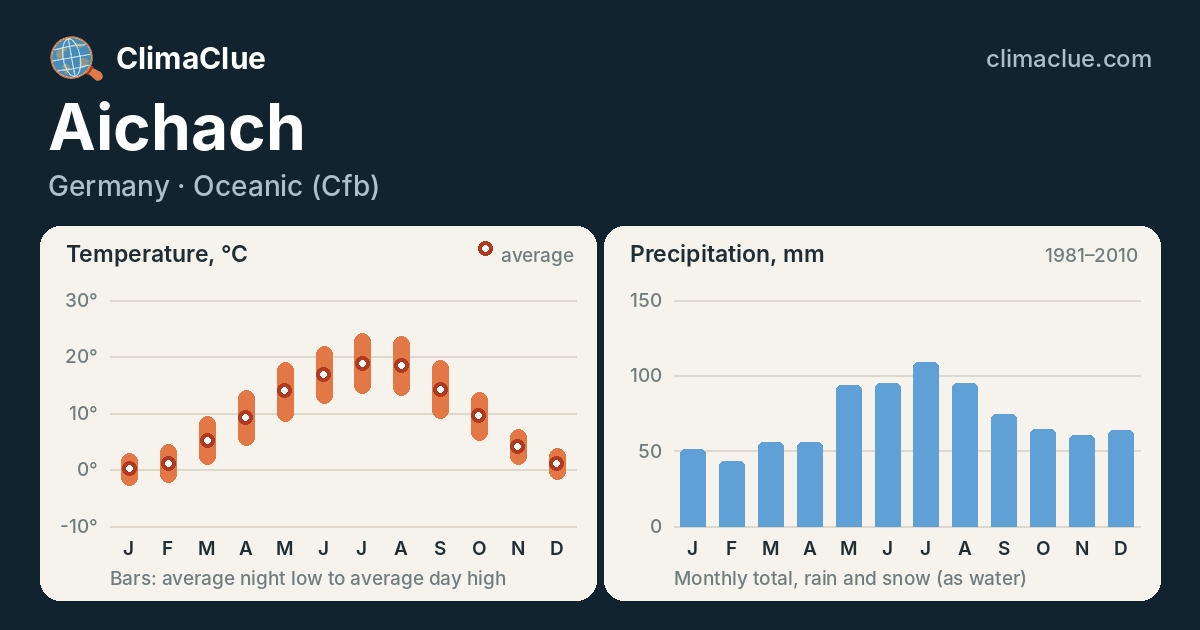 ClimaClue
climaclue.com
Aichach
Germany · Oceanic (Cfb)
Temperature, °C
average
30°
20°
10°
0°
-10°
J F M A M J J A S O N D
Bars: average night low to average day high
Precipitation, mm
1981–2010
150
100
50
0
J F M A M J J A S O N D
Monthly total, rain and snow (as water)